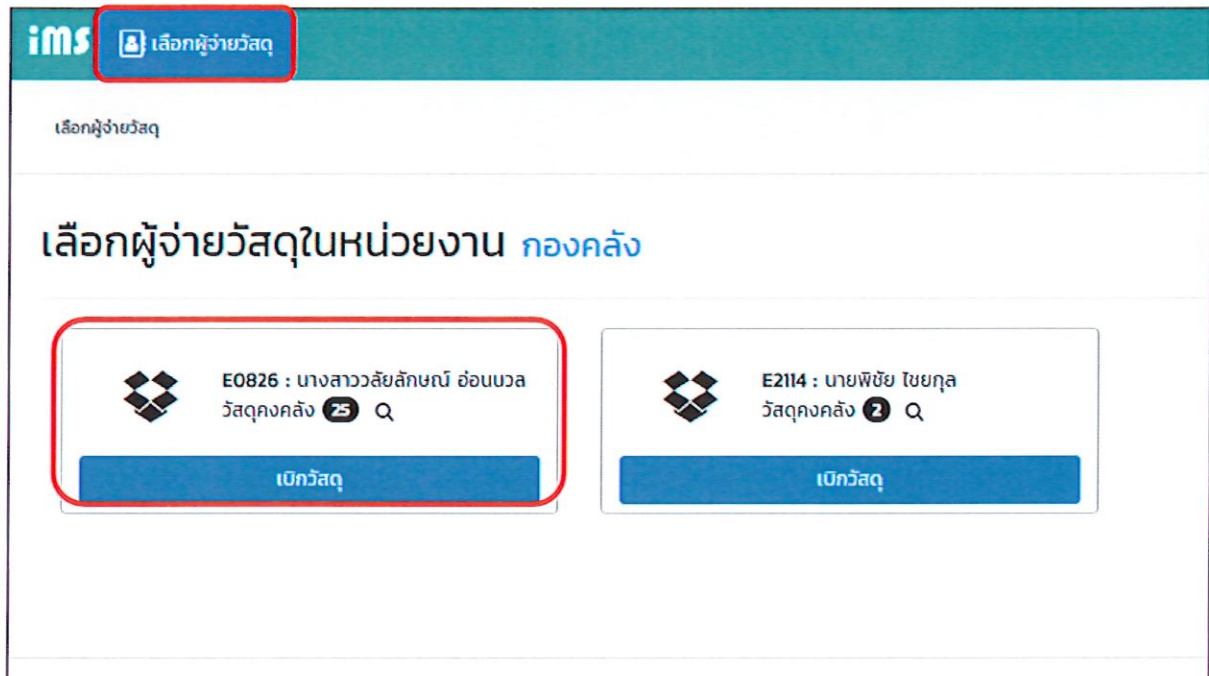 ims เลือกผู้จ่ายวัสดุ
เลือกผู้จ่ายวัสดุ
เลือกผู้จ่ายวัสดุในหน่วยงาน กองคลัง
E0826 : นางสาววลัยลักษณ์ อ่อนนวล
วัสดุคงคลัง 25
เบิกวัสดุ
E2114 : นายพิชัย ไชยกุล
วัสดุคงคลัง 2
เบิกวัสดุ